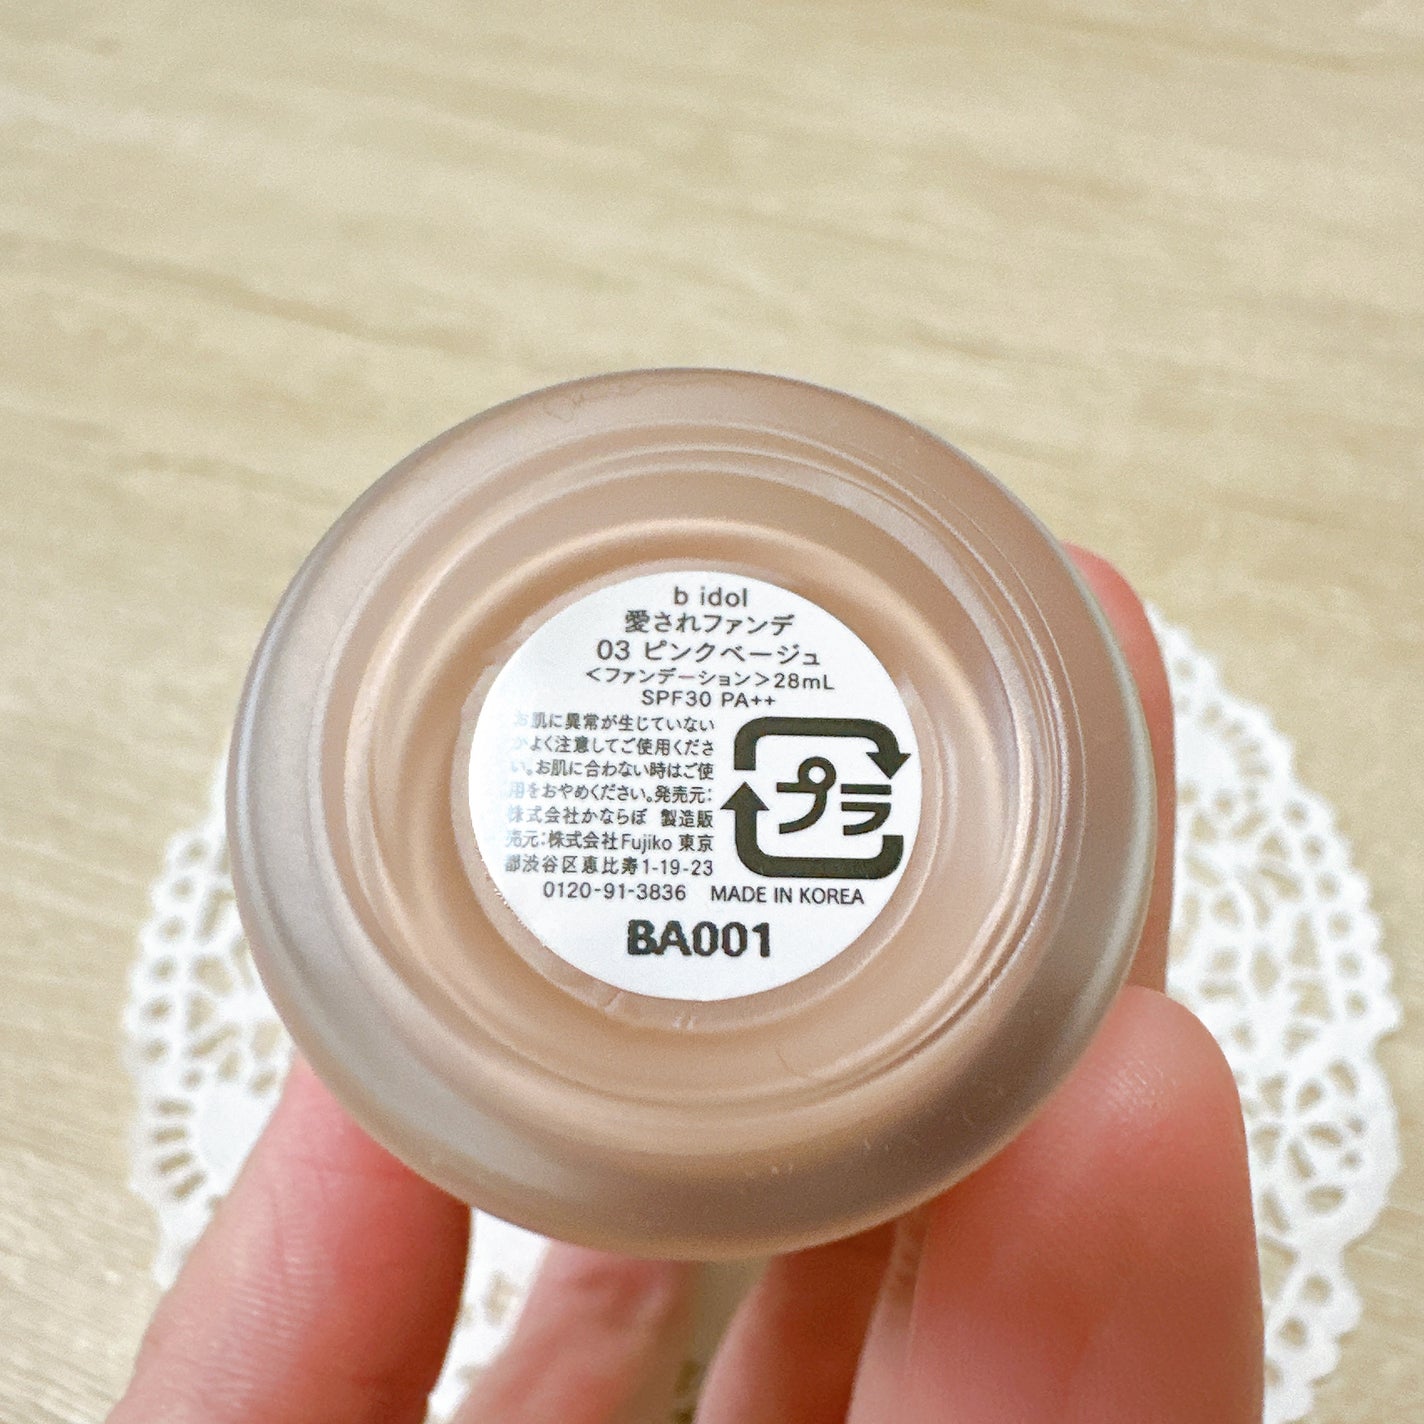 b idol
愛されファンデ
03 ピンクベージュ
<ファンデーション>28mL
SPF30 PA++
お肌に異常が生じていない
かよく注意してご使用くださ
い。お肌に合わない時はご使
用をおやめください。発売元:
株式会社かならぼ 製造販
売元:株式会社Fujiko 東京
都渋谷区恵比寿1-19-23
0120-91-3836 MADE IN KOREA
プラ
BA001